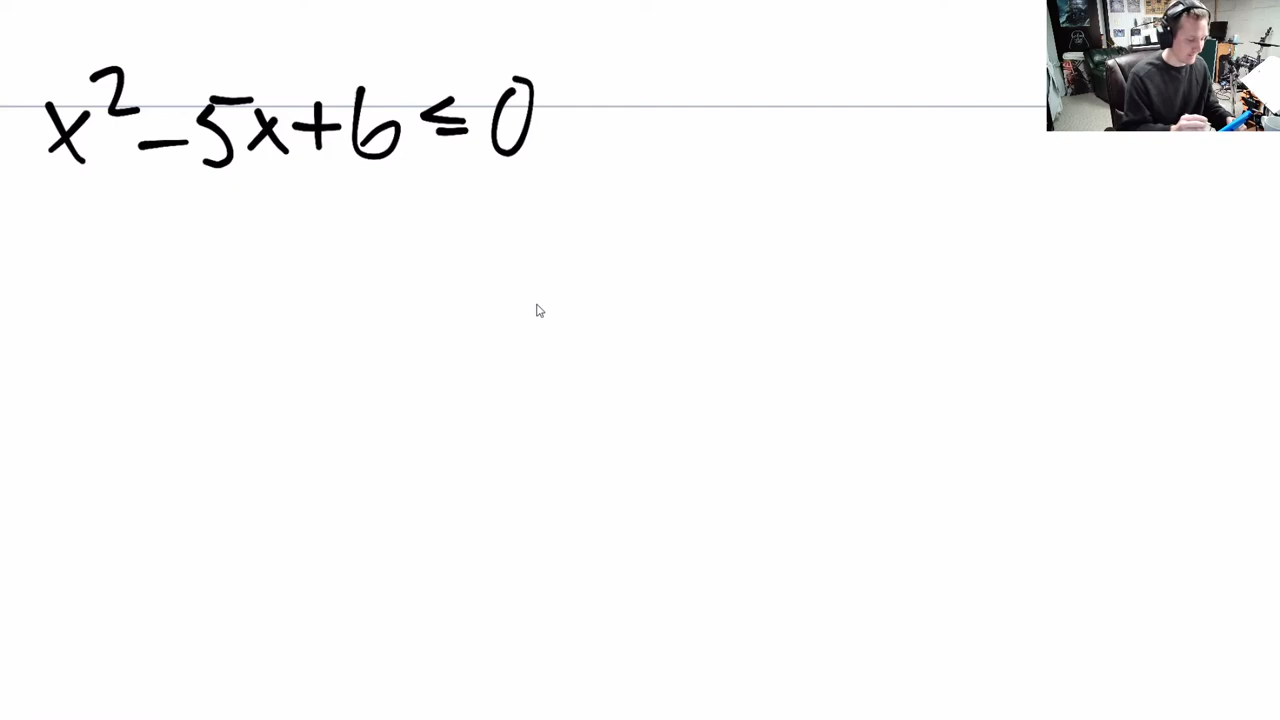 x² - 5x + 6 ≤ 0